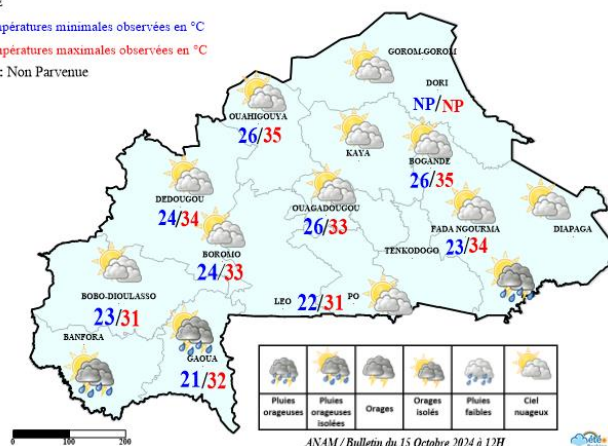 mpératures minimales observées en °C
mpératures maximales observées en °C
: Non Parvenue
GOROM-GOROM
DORI
NP/NP
OUAHIGOUYA
26/35
KAYA
BOGANDE
26/35
DEDOUGOU
24/34
OUAGADOUGOU
26/33
FADA NGOURMA
23/34
DIAPAGA
BOROMO
24/33
TENKODOGO
BOBO-DIOULASSO
23/31
LEO 22/31 PO
BANFORA
GAOUA
21/32
Pluies orageuses
Pluies orageuses isolées
Orages
Orages isolés
Pluies faibles
Ciel nuageux
0 100 200
ANAM / Bulletin du 15 Octobre 2024 à 12H